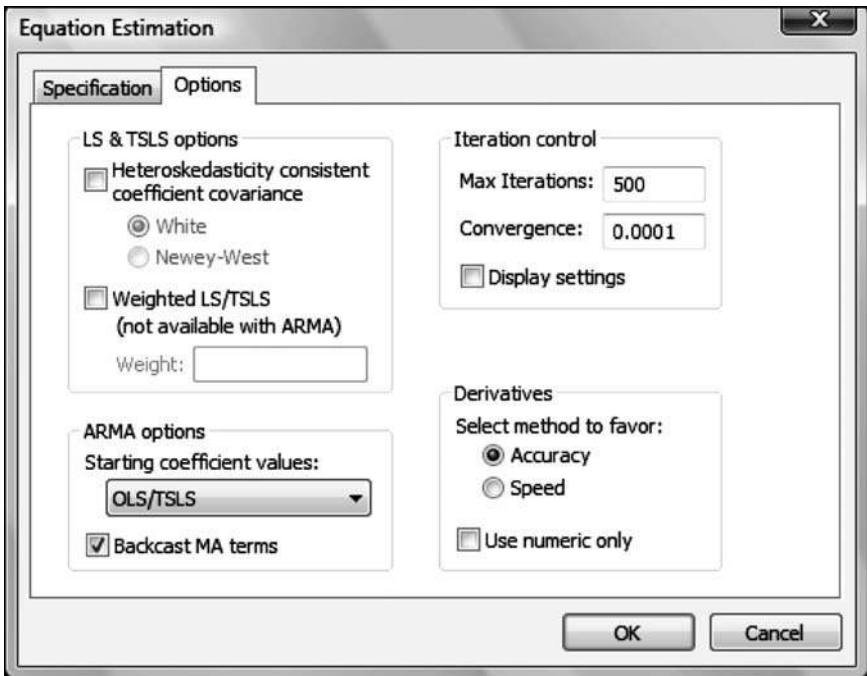 Equation Estimation
Specification
Options
LS & TSLS options
Heteroskedasticity consistent
coefficient covariance
White
Newey-West
Weighted LS/TSLS
(not available with ARMA)
Weight:
ARMA options
Starting coefficient values:
OLS/TSLS
Backcast MA terms
Iteration control
Max Iterations: 500
Convergence: 0.0001
Display settings
Derivatives
Select method to favor:
Accuracy
Speed
Use numeric only
OK
Cancel